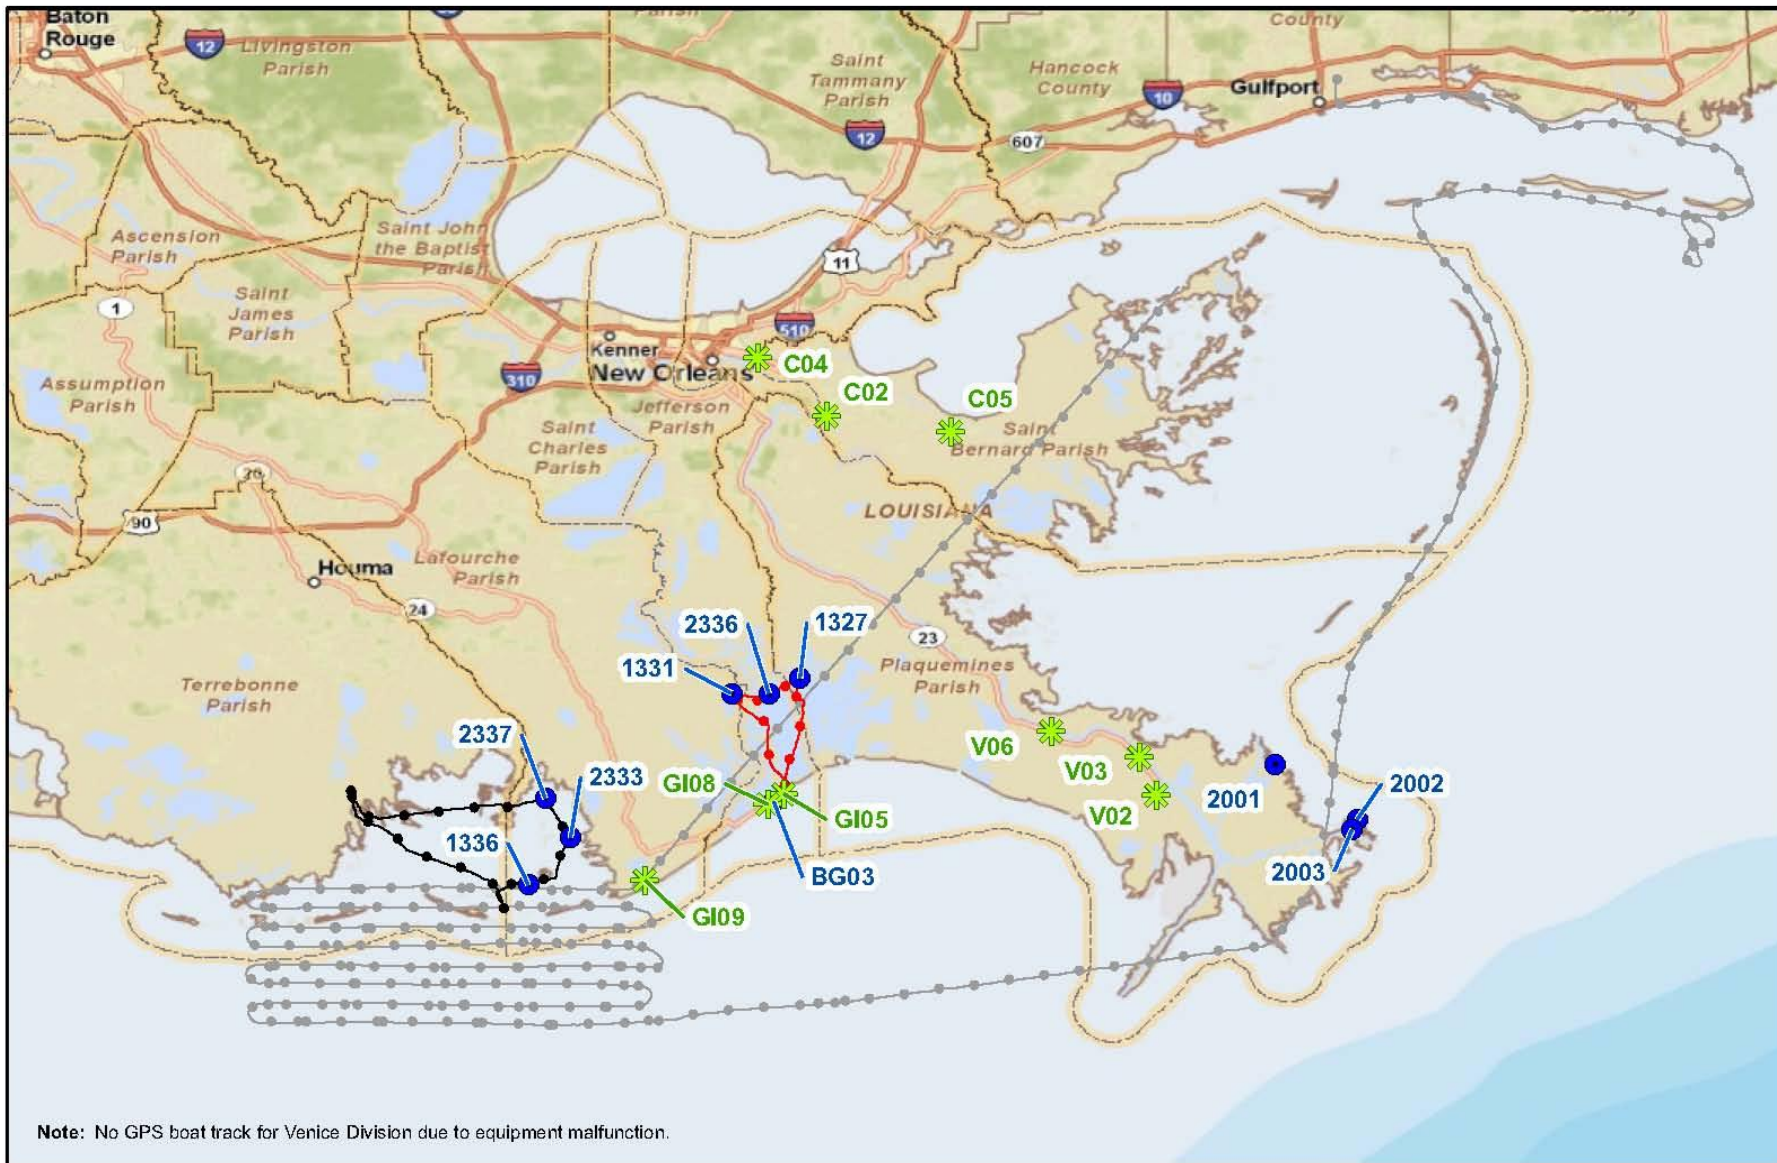 Baton
Rouge
12
Livingston
Parish
Parish
County
Saint
Tammany
Parish
Hancock
County
10
Gulfport
12
607
Ascension
Parish
Saint John
the Baptist
Parish
11
1
Saint
James
Parish
510
Kenner
New Orleans
C04
310
Assumption
Parish
C02
C05
Jefferson
Parish
Saint
Charles
Parish
Saint
Bernard Parish
20
90
LOUISIANA
Lafourche
Parish
Houma
24
2336
1327
23
1331
Plaquemines
Parish
Terrebonne
Parish
2337
2333
V06
V03
2001
2002
GI08
V02
GI05
1336
2003
BG03
GI09
Note: No GPS boat track for Venice Division due to equipment malfunction.